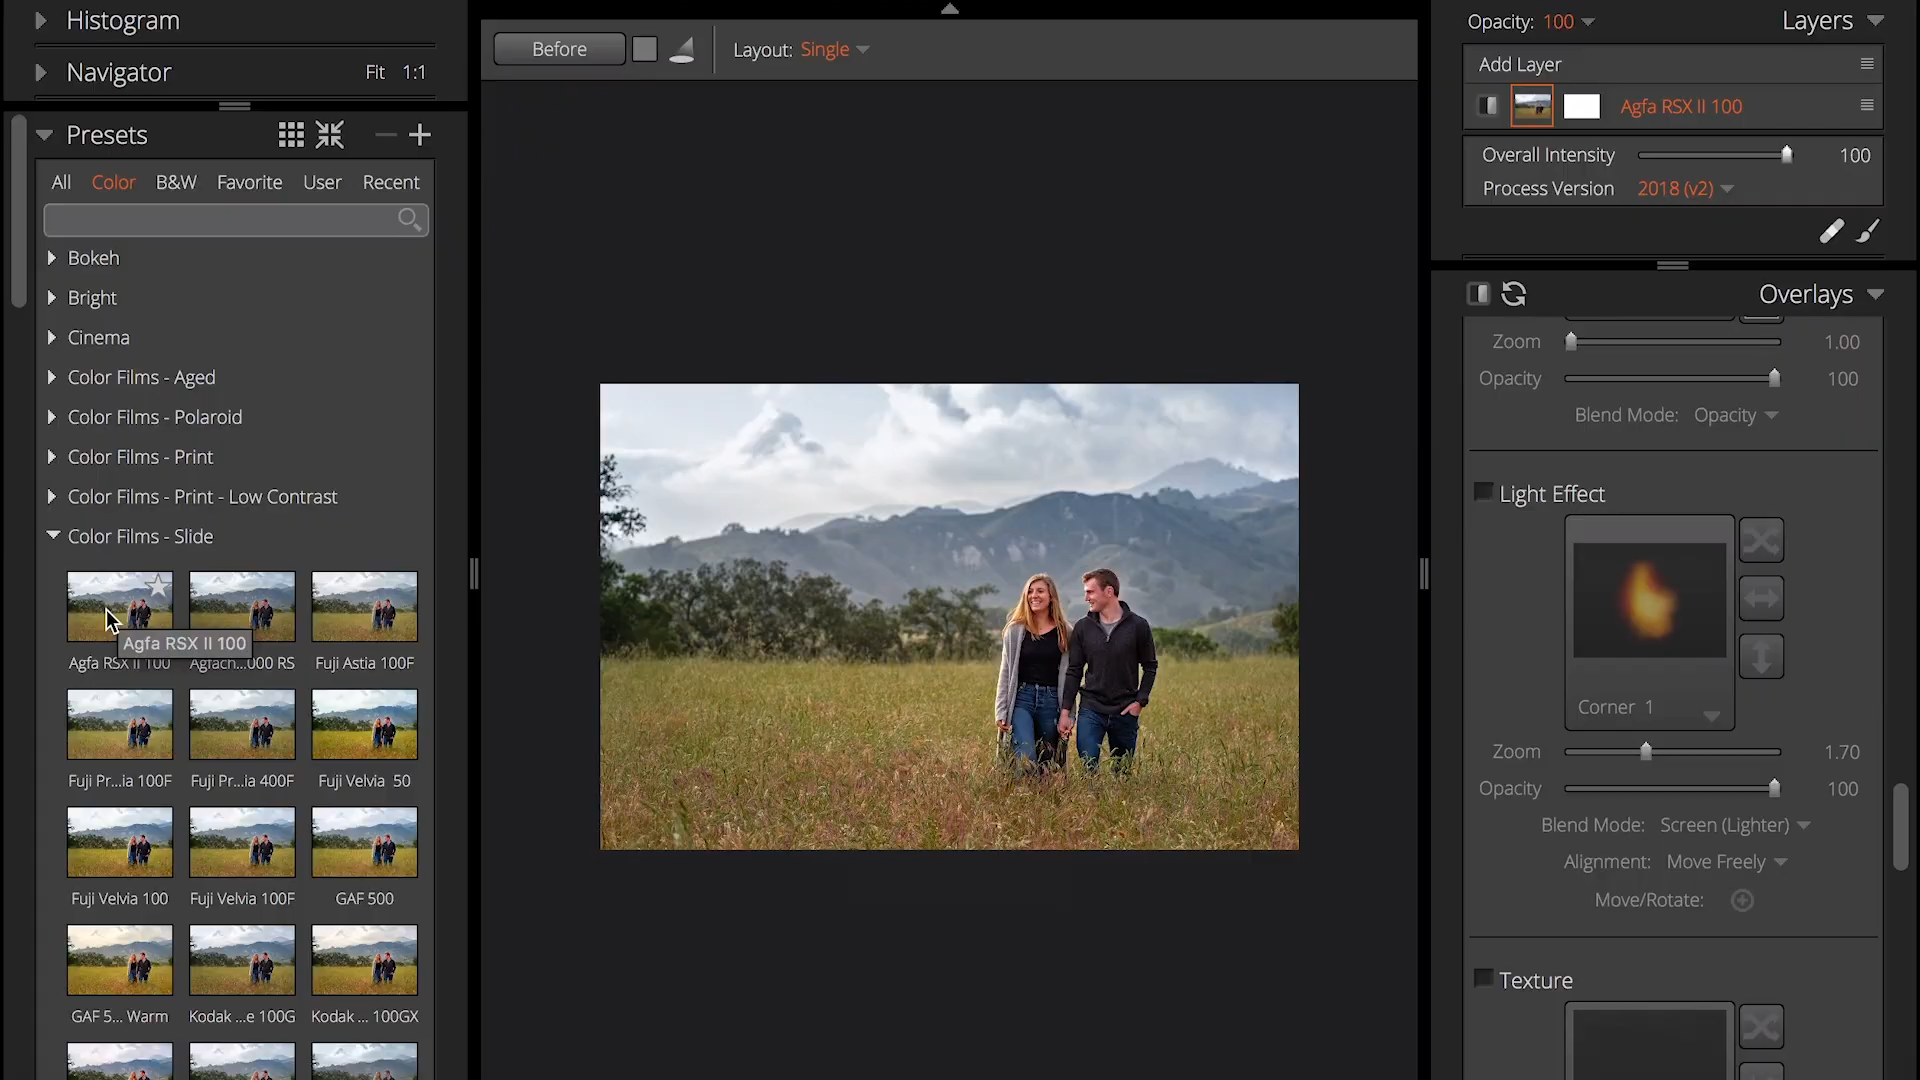 Histogram
Navigator Fit 1:1
Presets
All Color B&W Favorite User Recent
Bokeh
Bright
Cinema
Color Films - Aged
Color Films - Polaroid
Color Films - Print
Color Films - Print - Low Contrast
Color Films - Slide
Agfa RSX II 100
Agfa RSX II 100 Agfach...000 RS Fuji Astia 100F
Fuji Pr...ia 100F Fuji Pr...ia 400F Fuji Velvia 50
Fuji Velvia 100 Fuji Velvia 100F GAF 500
GAF 5... Warm Kodak ...e 100G Kodak ... 100GX
Before Layout: Single
Opacity: 100 Layers
Add Layer
Agfa RSX II 100
Overall Intensity 100
Process Version 2018 (v2)
Overlays
Zoom 1.00
Opacity 100
Blend Mode: Opacity
Light Effect
Corner 1
Zoom 1.70
Opacity 100
Blend Mode: Screen (Lighter)
Alignment: Move Freely
Move/Rotate:
Texture